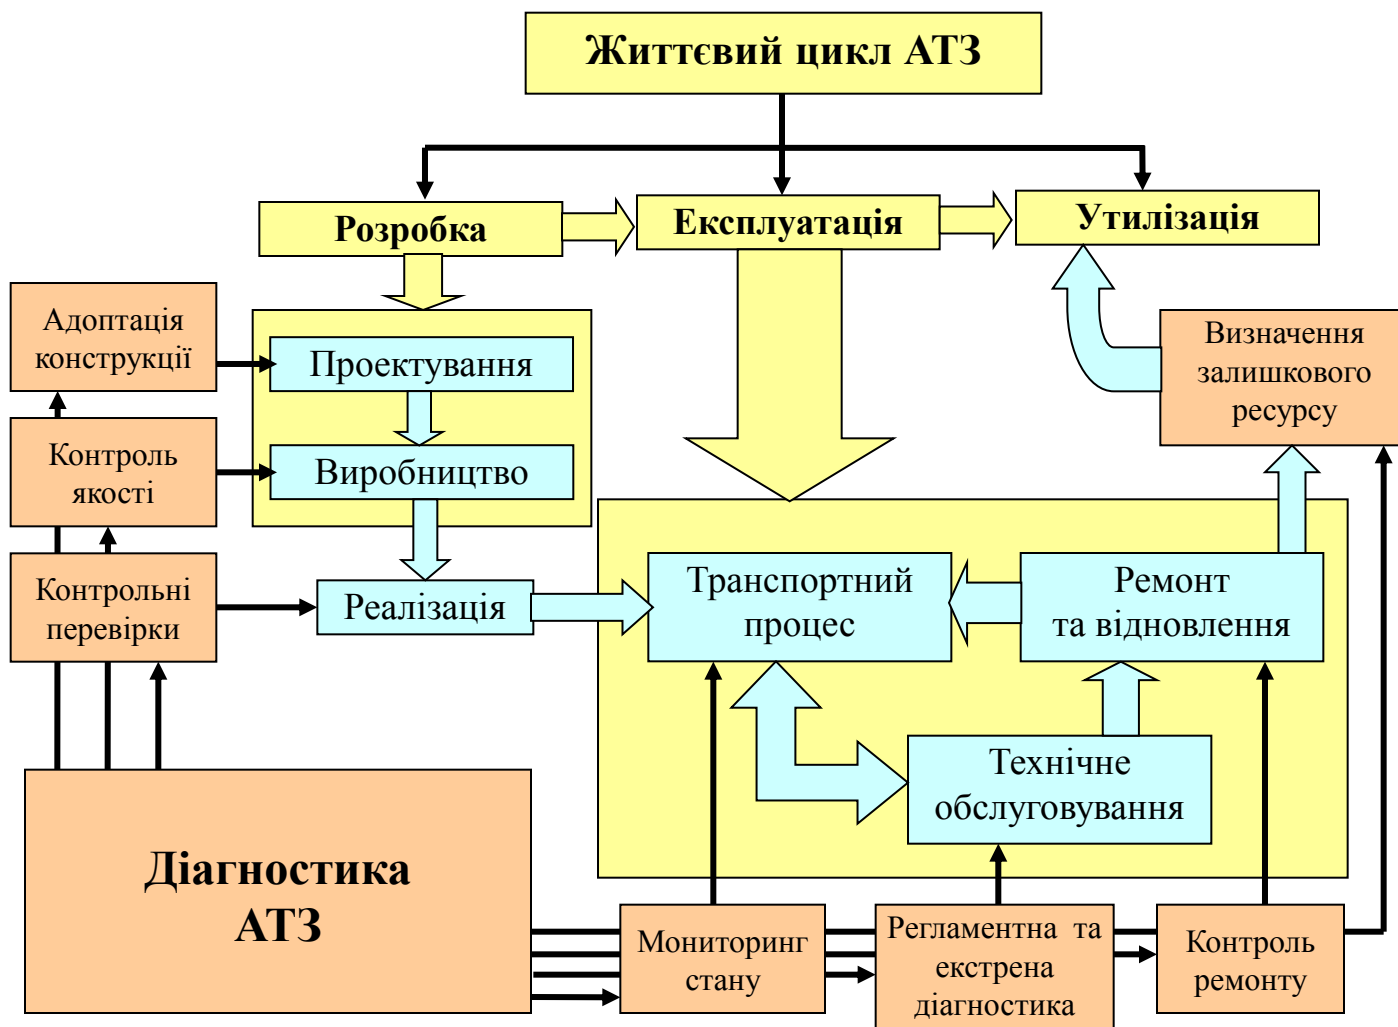 Життєвий цикл АТЗ
Розробка
Експлуатація
Утилізація
Адоптація
конструкції
Проектування
Визначення
залишкового
ресурсу
Контроль
якості
Виробництво
Контрольні
перевірки
Реалізація
Транспортний
процес
Ремонт
та відновлення
Технічне
обслуговування
Діагностика
АТЗ
Мониторинг
стану
Регламентна та
екстрена
діагностика
Контроль
ремонту